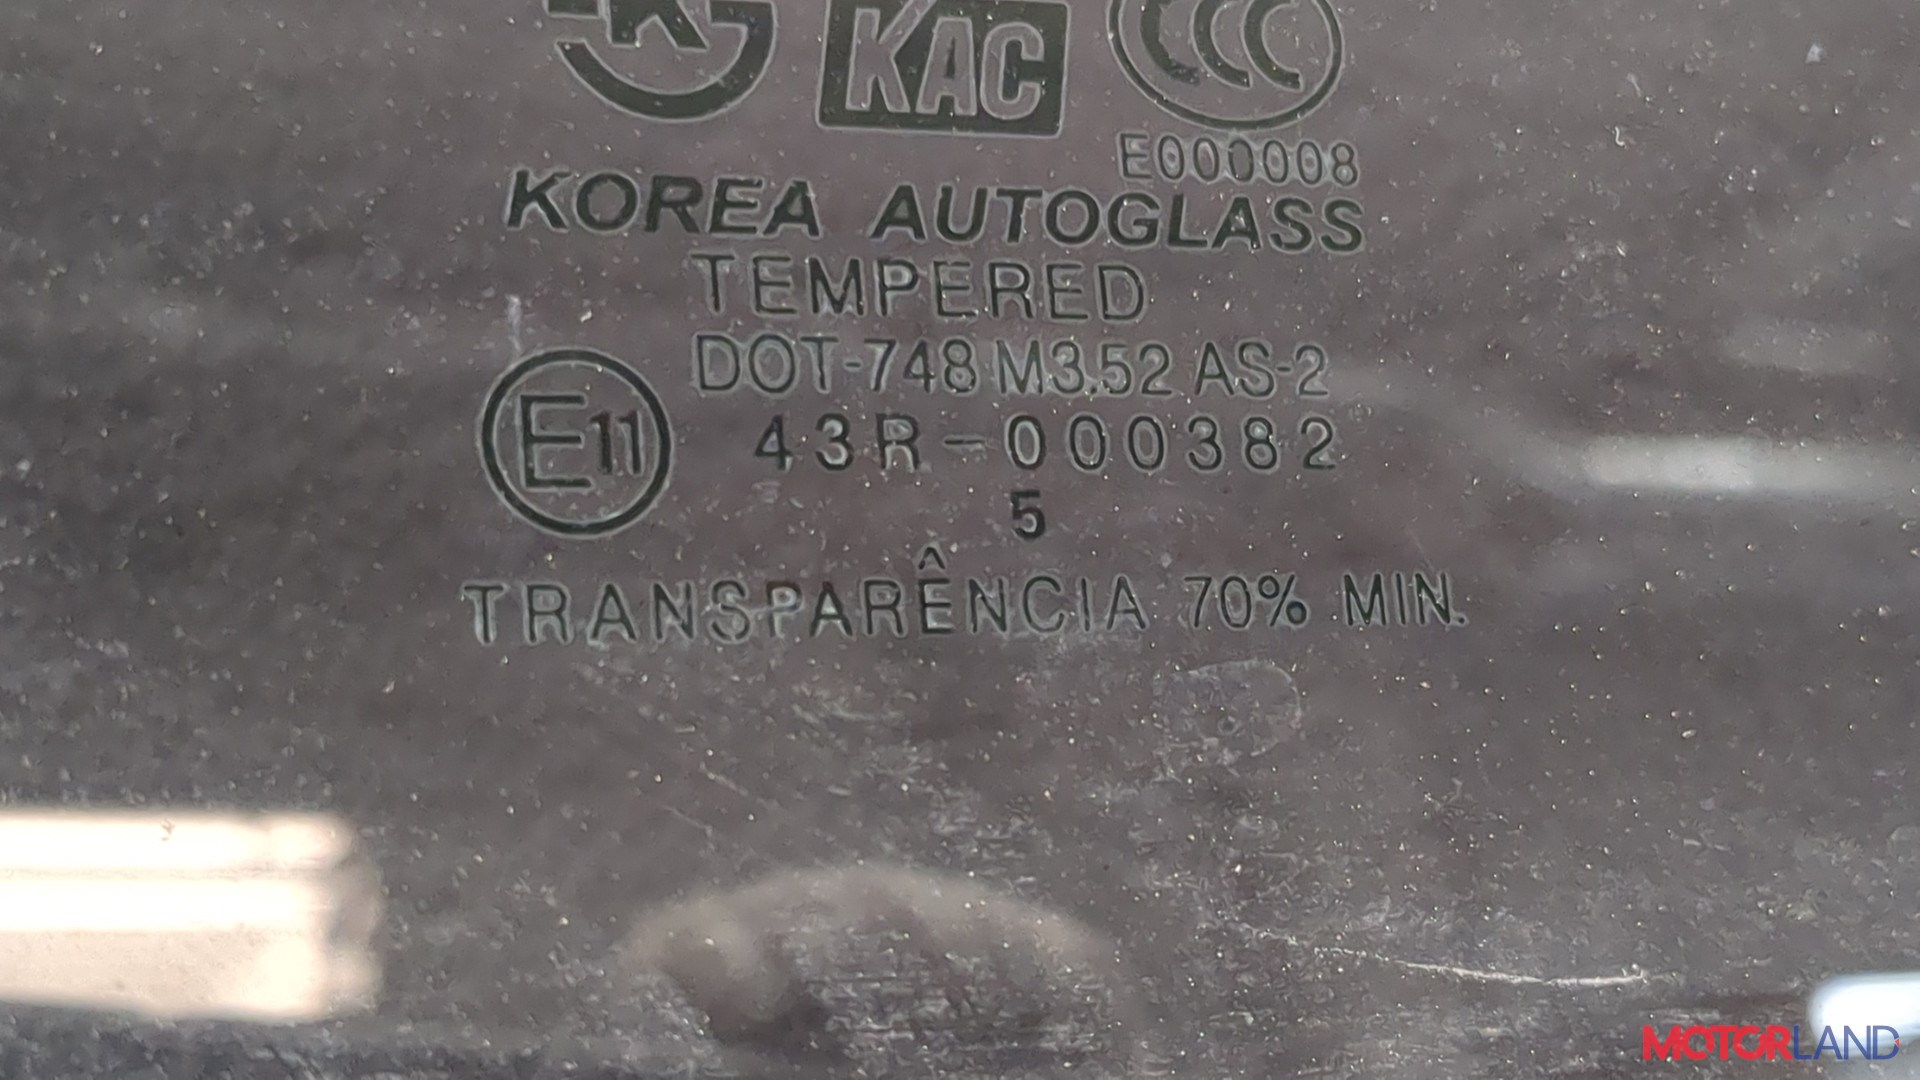 KAC
CCC
E000008
KOREA AUTOGLASS
TEMPERED
DOT-748 M3.52 AS-2
E11 43R-000382
5
TRANSPARÊNCIA 70% MIN.
MOTORLAND